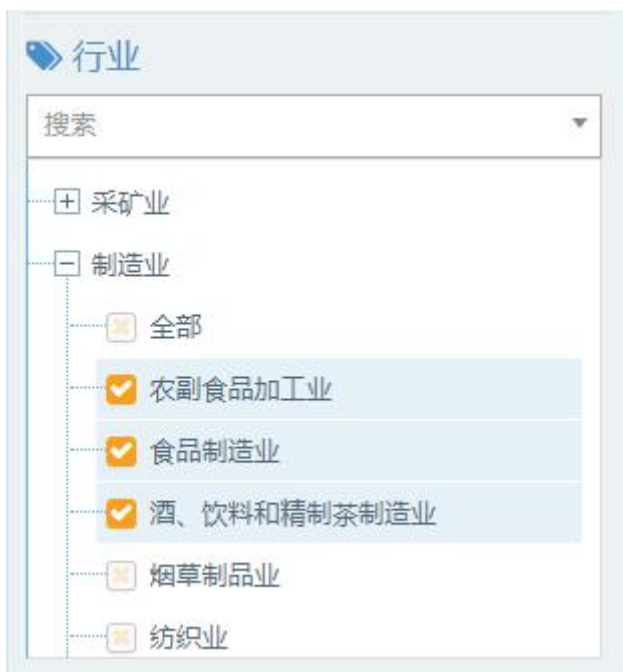 行业
搜索
采矿业
制造业
全部
农副食品加工业
食品制造业
酒、饮料和精制茶制造业
烟草制品业
纺织业